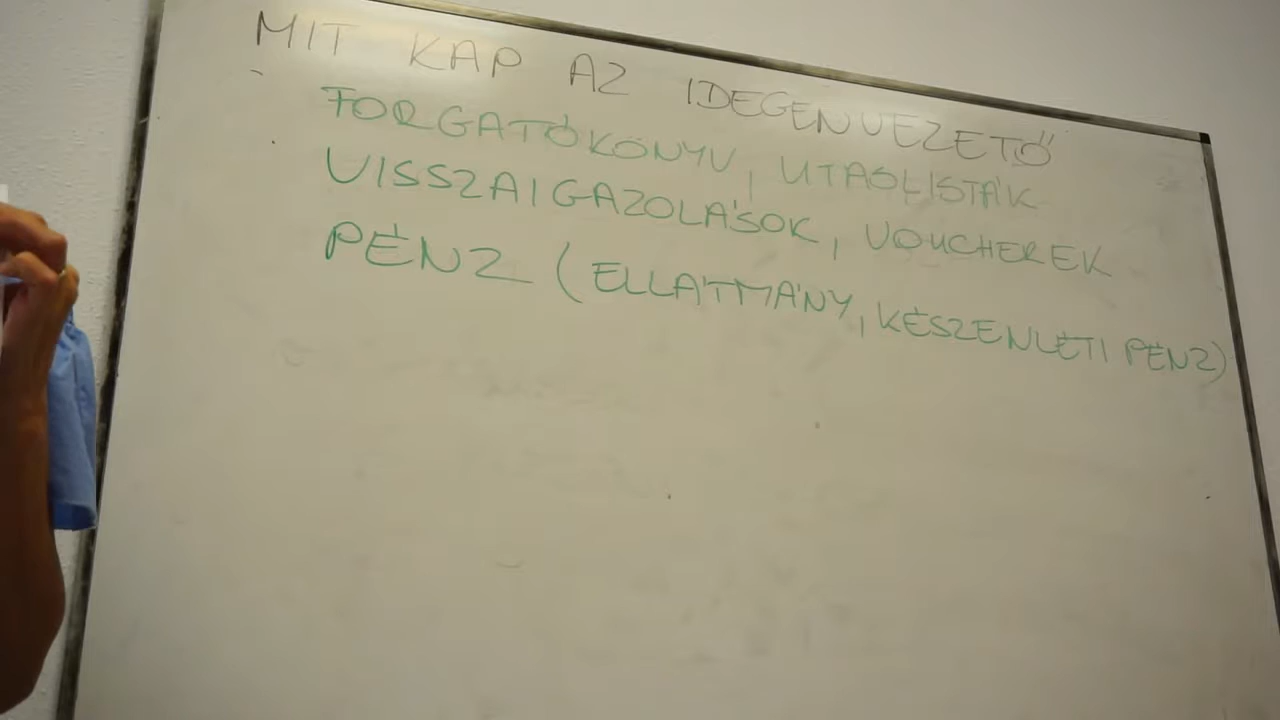 MIT KAP AZ IDEGENVEZETŐ
FORGATÓKÖNYV, UTASLISTÁK
VISSZAIGAZOLÁSOK, VOUCHEREK
PÉNZ (ELLÁTMÁNY, KÉSZENLÉTI PÉNZ)